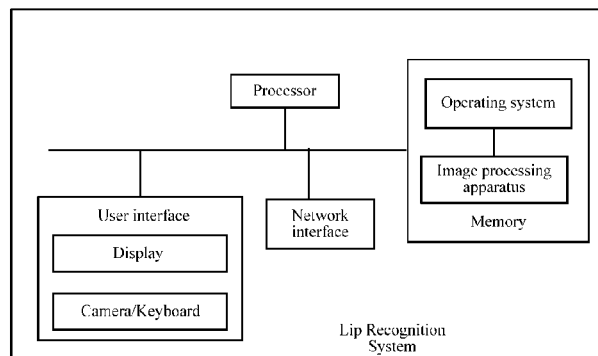 Processor
Operating system
Image processing
apparatus
Memory
User interface
Display
Camera/Keyboard
Network
interface
Lip Recognition
System